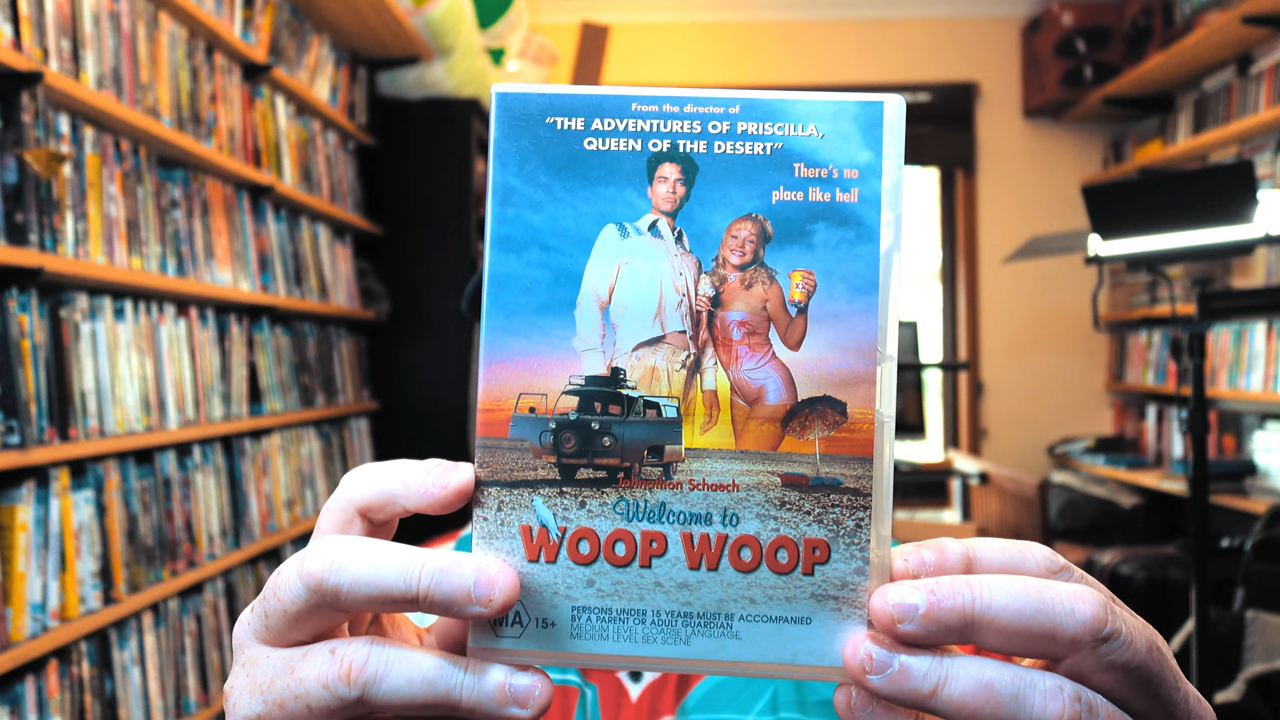 From the director of
"THE ADVENTURES OF PRISCILLA,
QUEEN OF THE DESERT"
There's no
place like hell
Johnathon Schaech
Welcome to
WOOP WOOP
MA 15+
PERSONS UNDER 15 YEARS MUST BE ACCOMPANIED
BY A PARENT OR ADULT GUARDIAN
MEDIUM LEVEL COARSE LANGUAGE,
MEDIUM LEVEL SEX SCENE